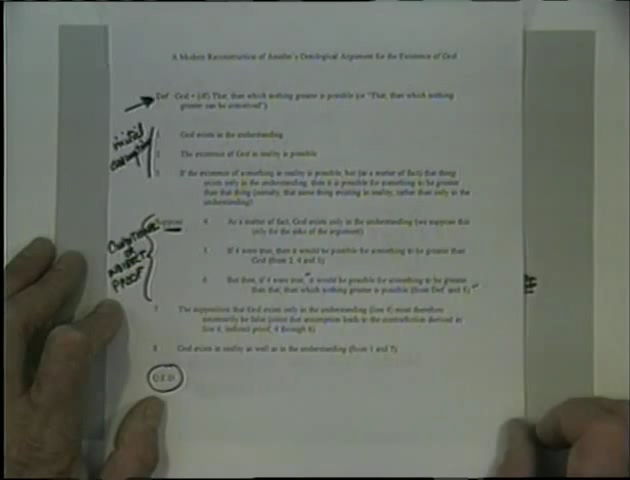 A Modern Reconstruction of Anselm's Ontological Argument for the Existence of God
Def God = (df) That, than which nothing greater is possible (or "That, than which nothing
greater can be conceived")
initial
1 God exists in the understanding
2 The existence of God in reality is possible
3 If the existence of something in reality is possible, but (as a matter of fact) that thing
exists only in the understanding, then it is possible for something to be greater
than that thing (namely, that same thing existing in reality, rather than only in the
understanding)
Suppose 4 As a matter of fact, God exists only in the understanding (we suppose this
only for the sake of the argument)
5 If 4 were true, then it would be possible for something to be greater than
God (from 2, 4 and 3)
of
indirect
proof
6 But then, if 4 were true, it would be possible for something to be greater
than that, than which nothing greater is possible (from Def and 5)
7 The supposition that God exists only in the understanding (line 4) must therefore
necessarily be false (since that assumption leads to the contradiction derived in
line 6, indirect proof, 4 through 6)
8 God exists in reality as well as in the understanding (from 1 and 7)
Q.E.D.